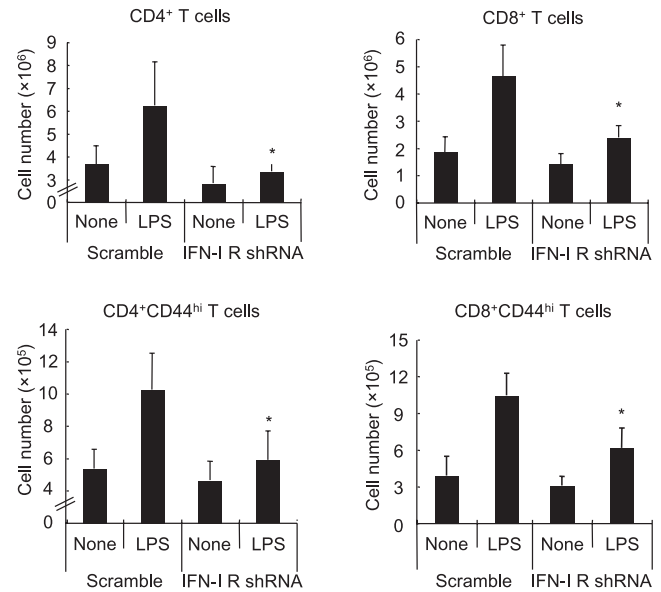 CD4⁺ T cells
Cell number (×10⁶)
9
8
7
6
5
4
3
0
*
None LPS None LPS
Scramble IFN-I R shRNA
CD8⁺ T cells
Cell number (×10⁶)
6
5
4
3
2
1
0
*
None LPS None LPS
Scramble IFN-I R shRNA
CD4⁺CD44ʰⁱ T cells
Cell number (×10⁵)
14
12
10
8
6
4
0
*
None LPS None LPS
Scramble IFN-I R shRNA
CD8⁺CD44ʰⁱ T cells
Cell number (×10⁵)
15
12
9
6
3
0
*
None LPS None LPS
Scramble IFN-I R shRNA